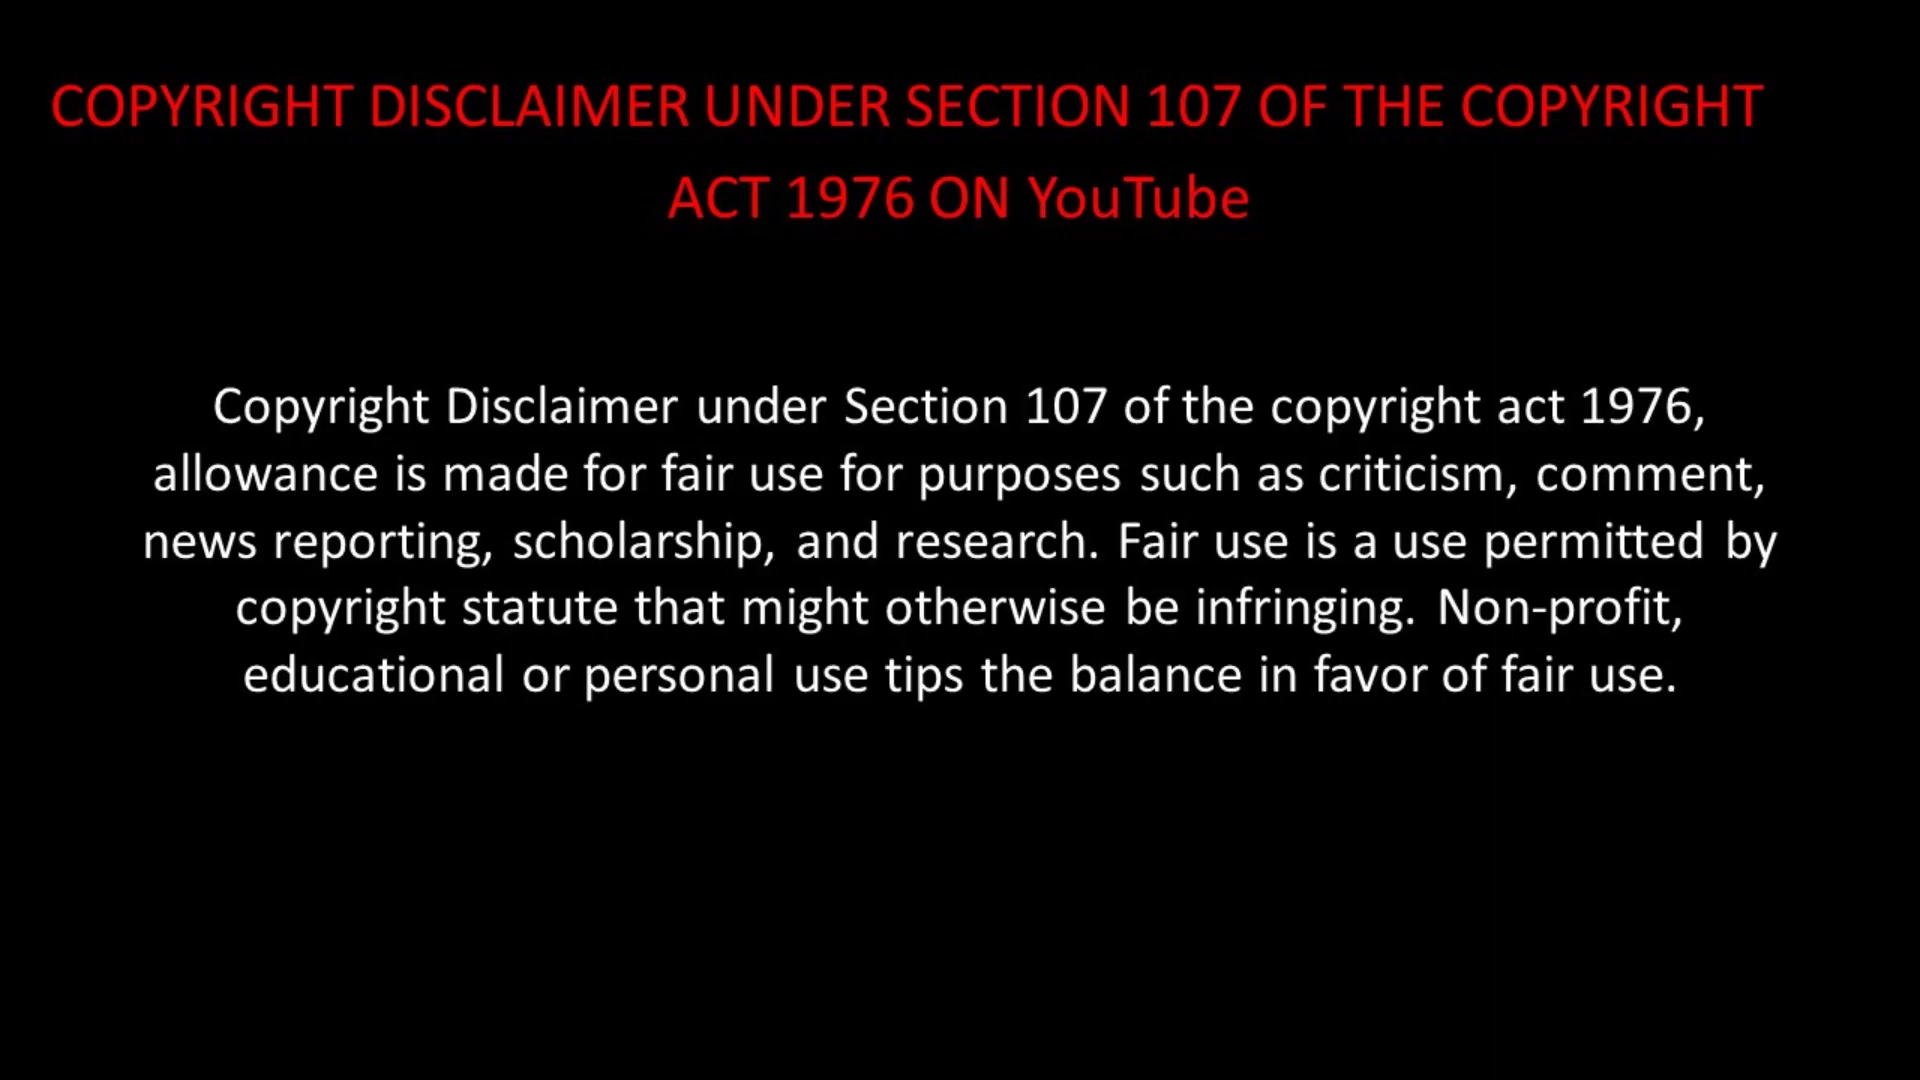 COPYRIGHT DISCLAIMER UNDER SECTION 107 OF THE COPYRIGHT
ACT 1976 ON YouTube
Copyright Disclaimer under Section 107 of the copyright act 1976,
allowance is made for fair use for purposes such as criticism, comment,
news reporting, scholarship, and research. Fair use is a use permitted by
copyright statute that might otherwise be infringing. Non-profit,
educational or personal use tips the balance in favor of fair use.